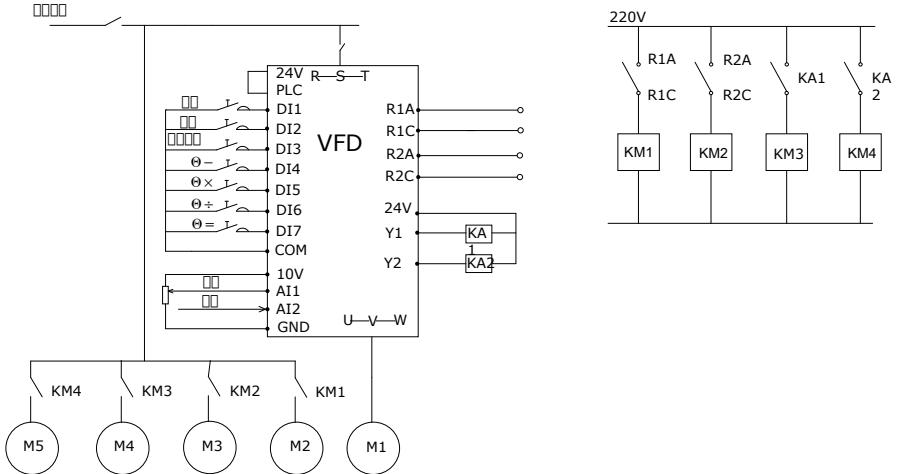 220V
24V
R S T
PLC
DI1
R1A
DI2
R1C
VFD
DI3
R2A
DI4
R2C
DI5
DI6
24V
DI7
Y1
KA
1
COM
Y2
KA2
10V
AI1
AI2
GND
U V W
Θ−
Θ×
Θ÷
Θ=
R1A
R2A
KA1
KA
2
R1C
R2C
KM1
KM2
KM3
KM4
KM4
KM3
KM2
KM1
M5
M4
M3
M2
M1